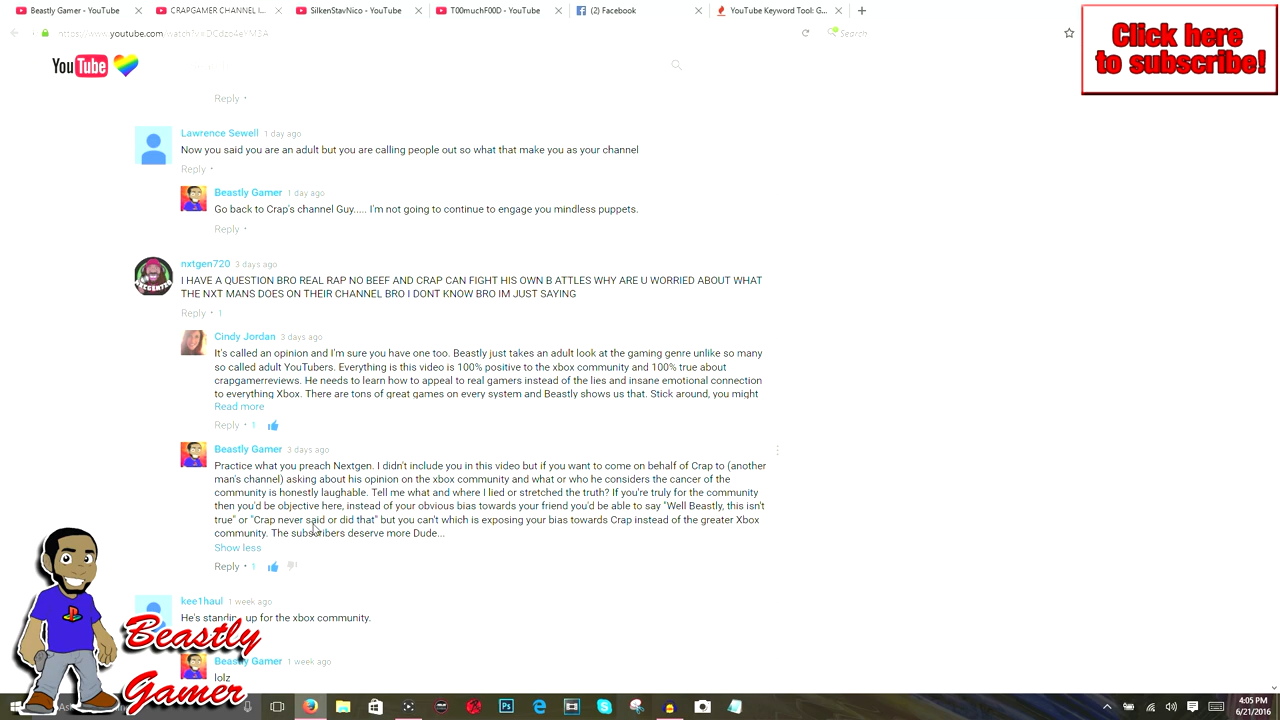 Beastly Gamer - YouTube
CRAPGAMER CHANNEL I...
SilkenStavNico - YouTube
T00muchF00D - YouTube
(2) Facebook
YouTube Keyword Tool: G...
Search
YouTube
Click here
to subscribe!
Reply •
Lawrence Sewell 1 day ago
Now you said you are an adult but you are calling people out so what that make you as your channel
Reply •
Beastly Gamer 1 day ago
Go back to Crap's channel Guy..... I'm not going to continue to engage you mindless puppets.
Reply •
nxtgen720 3 days ago
I HAVE A QUESTION BRO REAL RAP NO BEEF AND CRAP CAN FIGHT HIS OWN B ATTLES WHY ARE U WORRIED ABOUT WHAT
THE NXT MANS DOES ON THEIR CHANNEL BRO I DONT KNOW BRO IM JUST SAYING
Reply • 1
Cindy Jordan 3 days ago
It's called an opinion and I'm sure you have one too. Beastly just takes an adult look at the gaming genre unlike so many
so called adult YouTubers. Everything is this video is 100% positive to the xbox community and 100% true about
crapgamerreviews. He needs to learn how to appeal to real gamers instead of the lies and insane emotional connection
to everything Xbox. There are tons of great games on every system and Beastly shows us that. Stick around, you might
Read more
Reply • 1
Beastly Gamer 3 days ago
Practice what you preach Nextgen. I didn't include you in this video but if you want to come on behalf of Crap to (another
man's channel) asking about his opinion on the xbox community and what or who he considers the cancer of the
community is honestly laughable. Tell me what and where I lied or stretched the truth? If you're truly for the community
then you'd be objective here, instead of your obvious bias towards your friend you'd be able to say "Well Beastly, this isn't
true" or "Crap never said or did that" but you can't which is exposing your bias towards Crap instead of the greater Xbox
community. The subscribers deserve more Dude...
Show less
Reply • 1
kee1haul 1 week ago
He's standing up for the xbox community.
Beastly Gamer 1 week ago
lolz
Beastly
Gamer
4:05 PM
6/21/2016